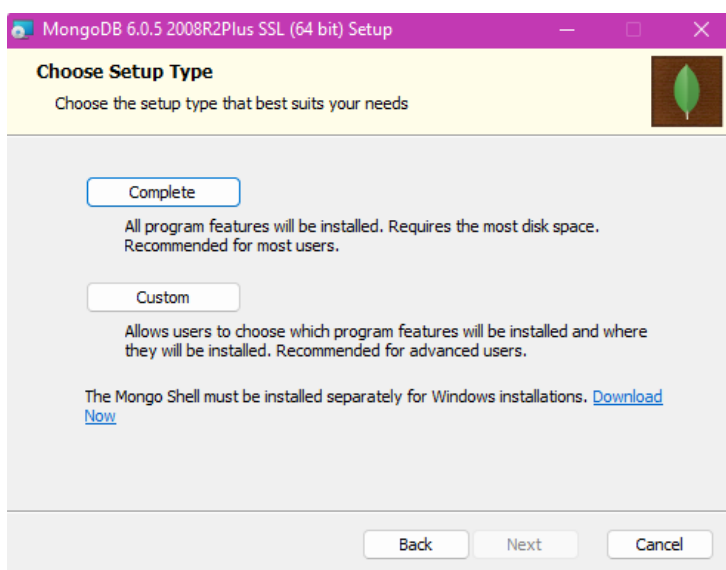 MongoDB 6.0.5 2008R2Plus SSL (64 bit) Setup
Choose Setup Type
Choose the setup type that best suits your needs
Complete
All program features will be installed. Requires the most disk space.
Recommended for most users.
Custom
Allows users to choose which program features will be installed and where
they will be installed. Recommended for advanced users.
The Mongo Shell must be installed separately for Windows installations. Download
Now
Back Next Cancel